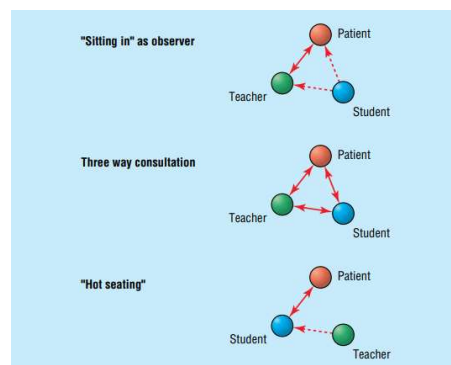 "Sitting in" as observer
Patient
Teacher
Student
Three way consultation
Patient
Teacher
Student
"Hot seating"
Patient
Student
Teacher